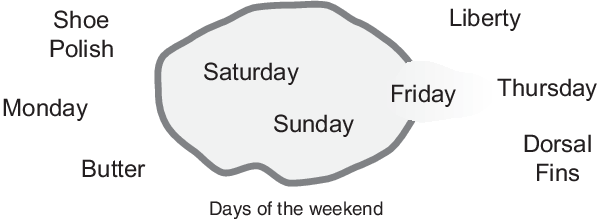 Shoe
Polish
Liberty
Saturday
Thursday
Friday
Monday
Sunday
Dorsal
Fins
Butter
Days of the weekend